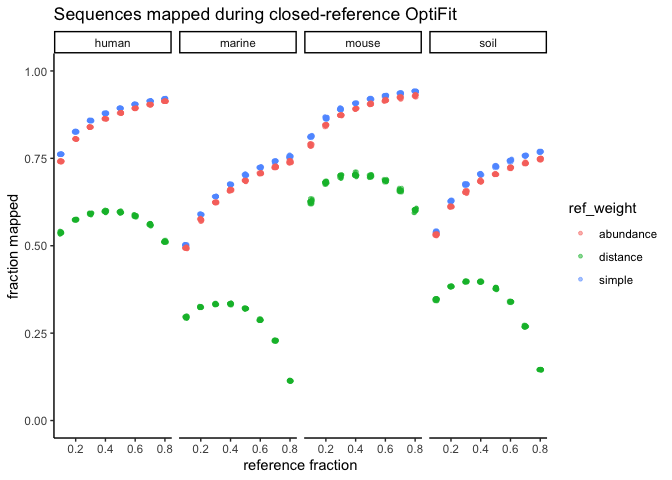 Sequences mapped during closed-reference OptiFit
human marine mouse soil
1.00
0.75
0.50
0.25
0.00
fraction mapped
0.2 0.4 0.6 0.8 0.2 0.4 0.6 0.8 0.2 0.4 0.6 0.8 0.2 0.4 0.6 0.8
reference fraction
ref_weight
abundance
distance
simple